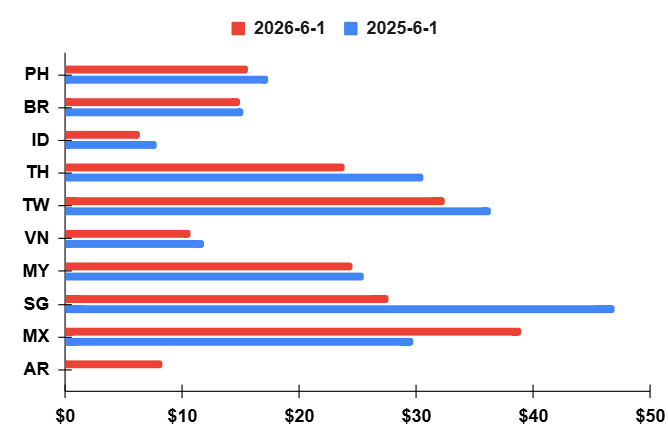 2026-6-1 2025-6-1
PH
BR
ID
TH
TW
VN
MY
SG
MX
AR
$0 $10 $20 $30 $40 $50